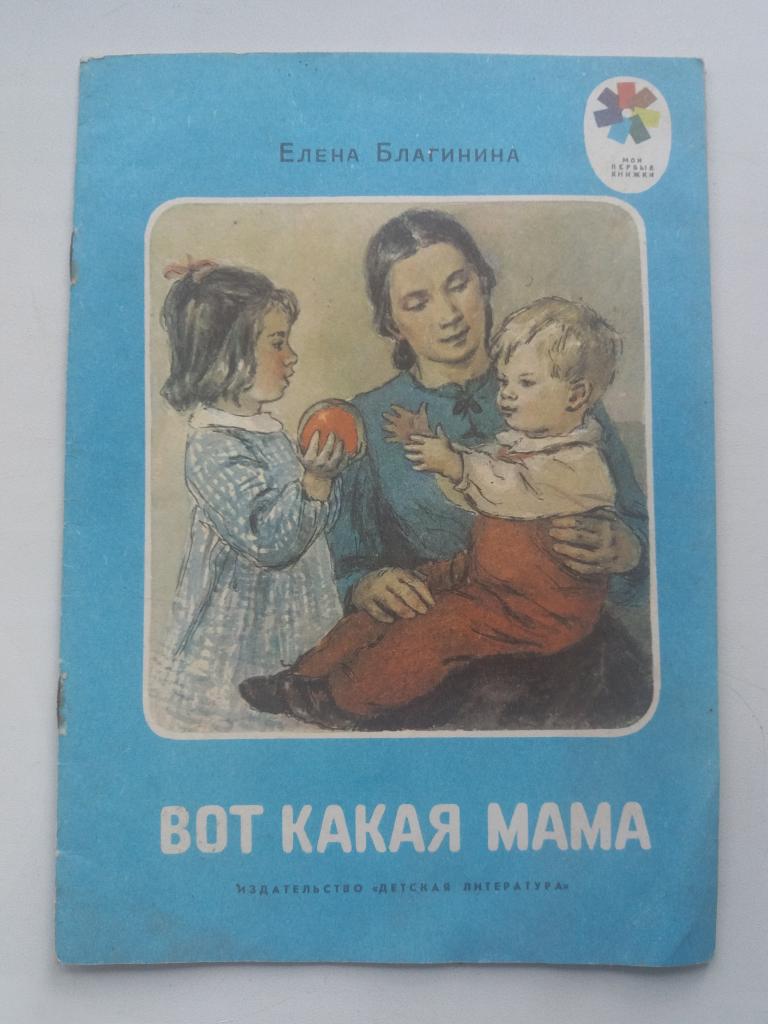 Елена Благинина
МОИ
ПЕРВЫЕ
КНИЖКИ
ВОТ КАКАЯ МАМА
ИЗДАТЕЛЬСТВО «ДЕТСКАЯ ЛИТЕРАТУРА»